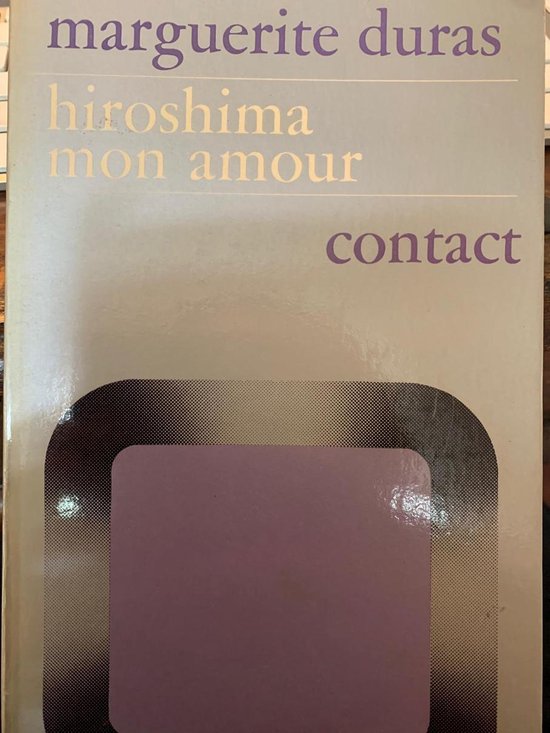 marguerite duras
hiroshima
mon amour
contact